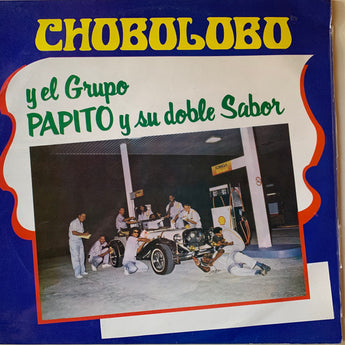 CHOBOLOBO
y el Grupo
PAPITO y su doble Sabor